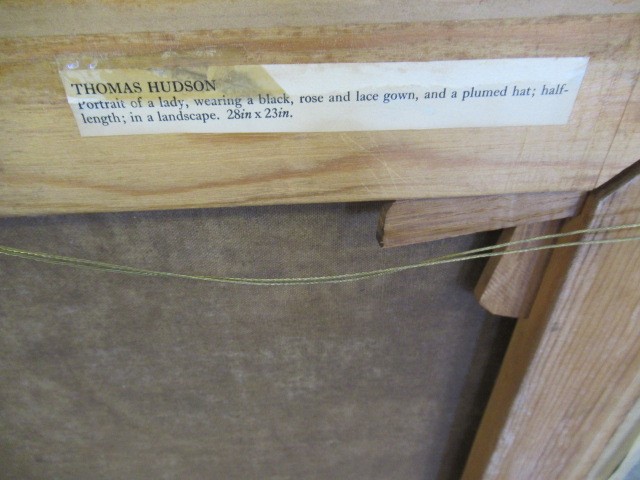 THOMAS HUDSON
Portrait of a lady, wearing a black, rose and lace gown, and a plumed hat; half-
length; in a landscape. 28in x 23in.